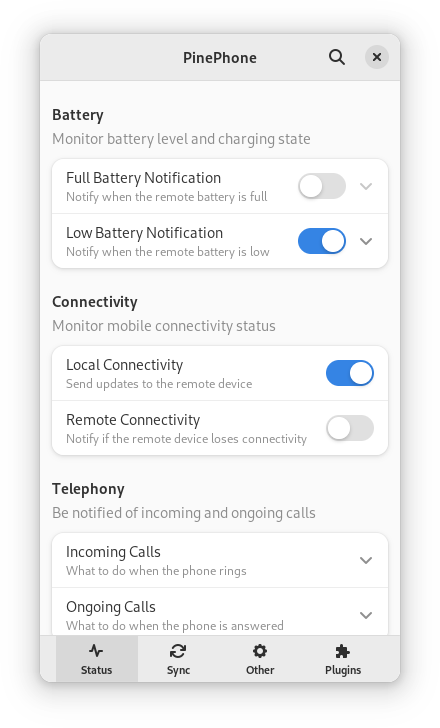 PinePhone
Battery
Monitor battery level and charging state
Full Battery Notification
Notify when the remote battery is full
Low Battery Notification
Notify when the remote battery is low
Connectivity
Monitor mobile connectivity status
Local Connectivity
Send updates to the remote device
Remote Connectivity
Notify if the remote device loses connectivity
Telephony
Be notified of incoming and ongoing calls
Incoming Calls
What to do when the phone rings
Ongoing Calls
What to do when the phone is answered
Status Sync Other Plugins